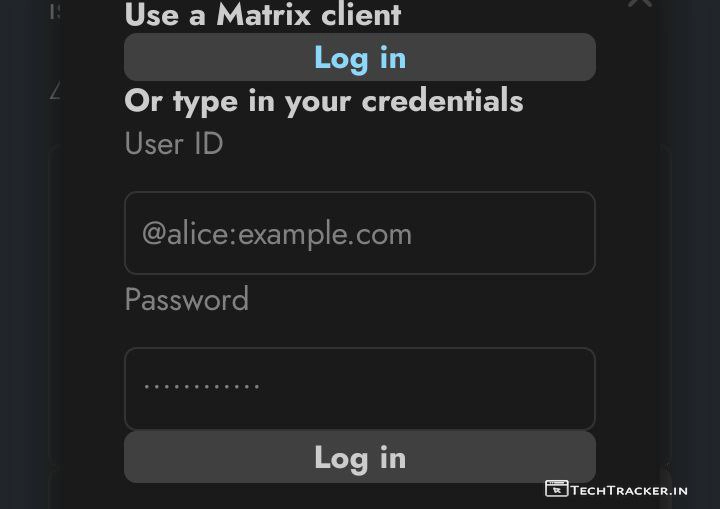 Use a Matrix client
Log in
Or type in your credentials
User ID
@alice:example.com
Password
............
Log in
TECHTRACKER.IN